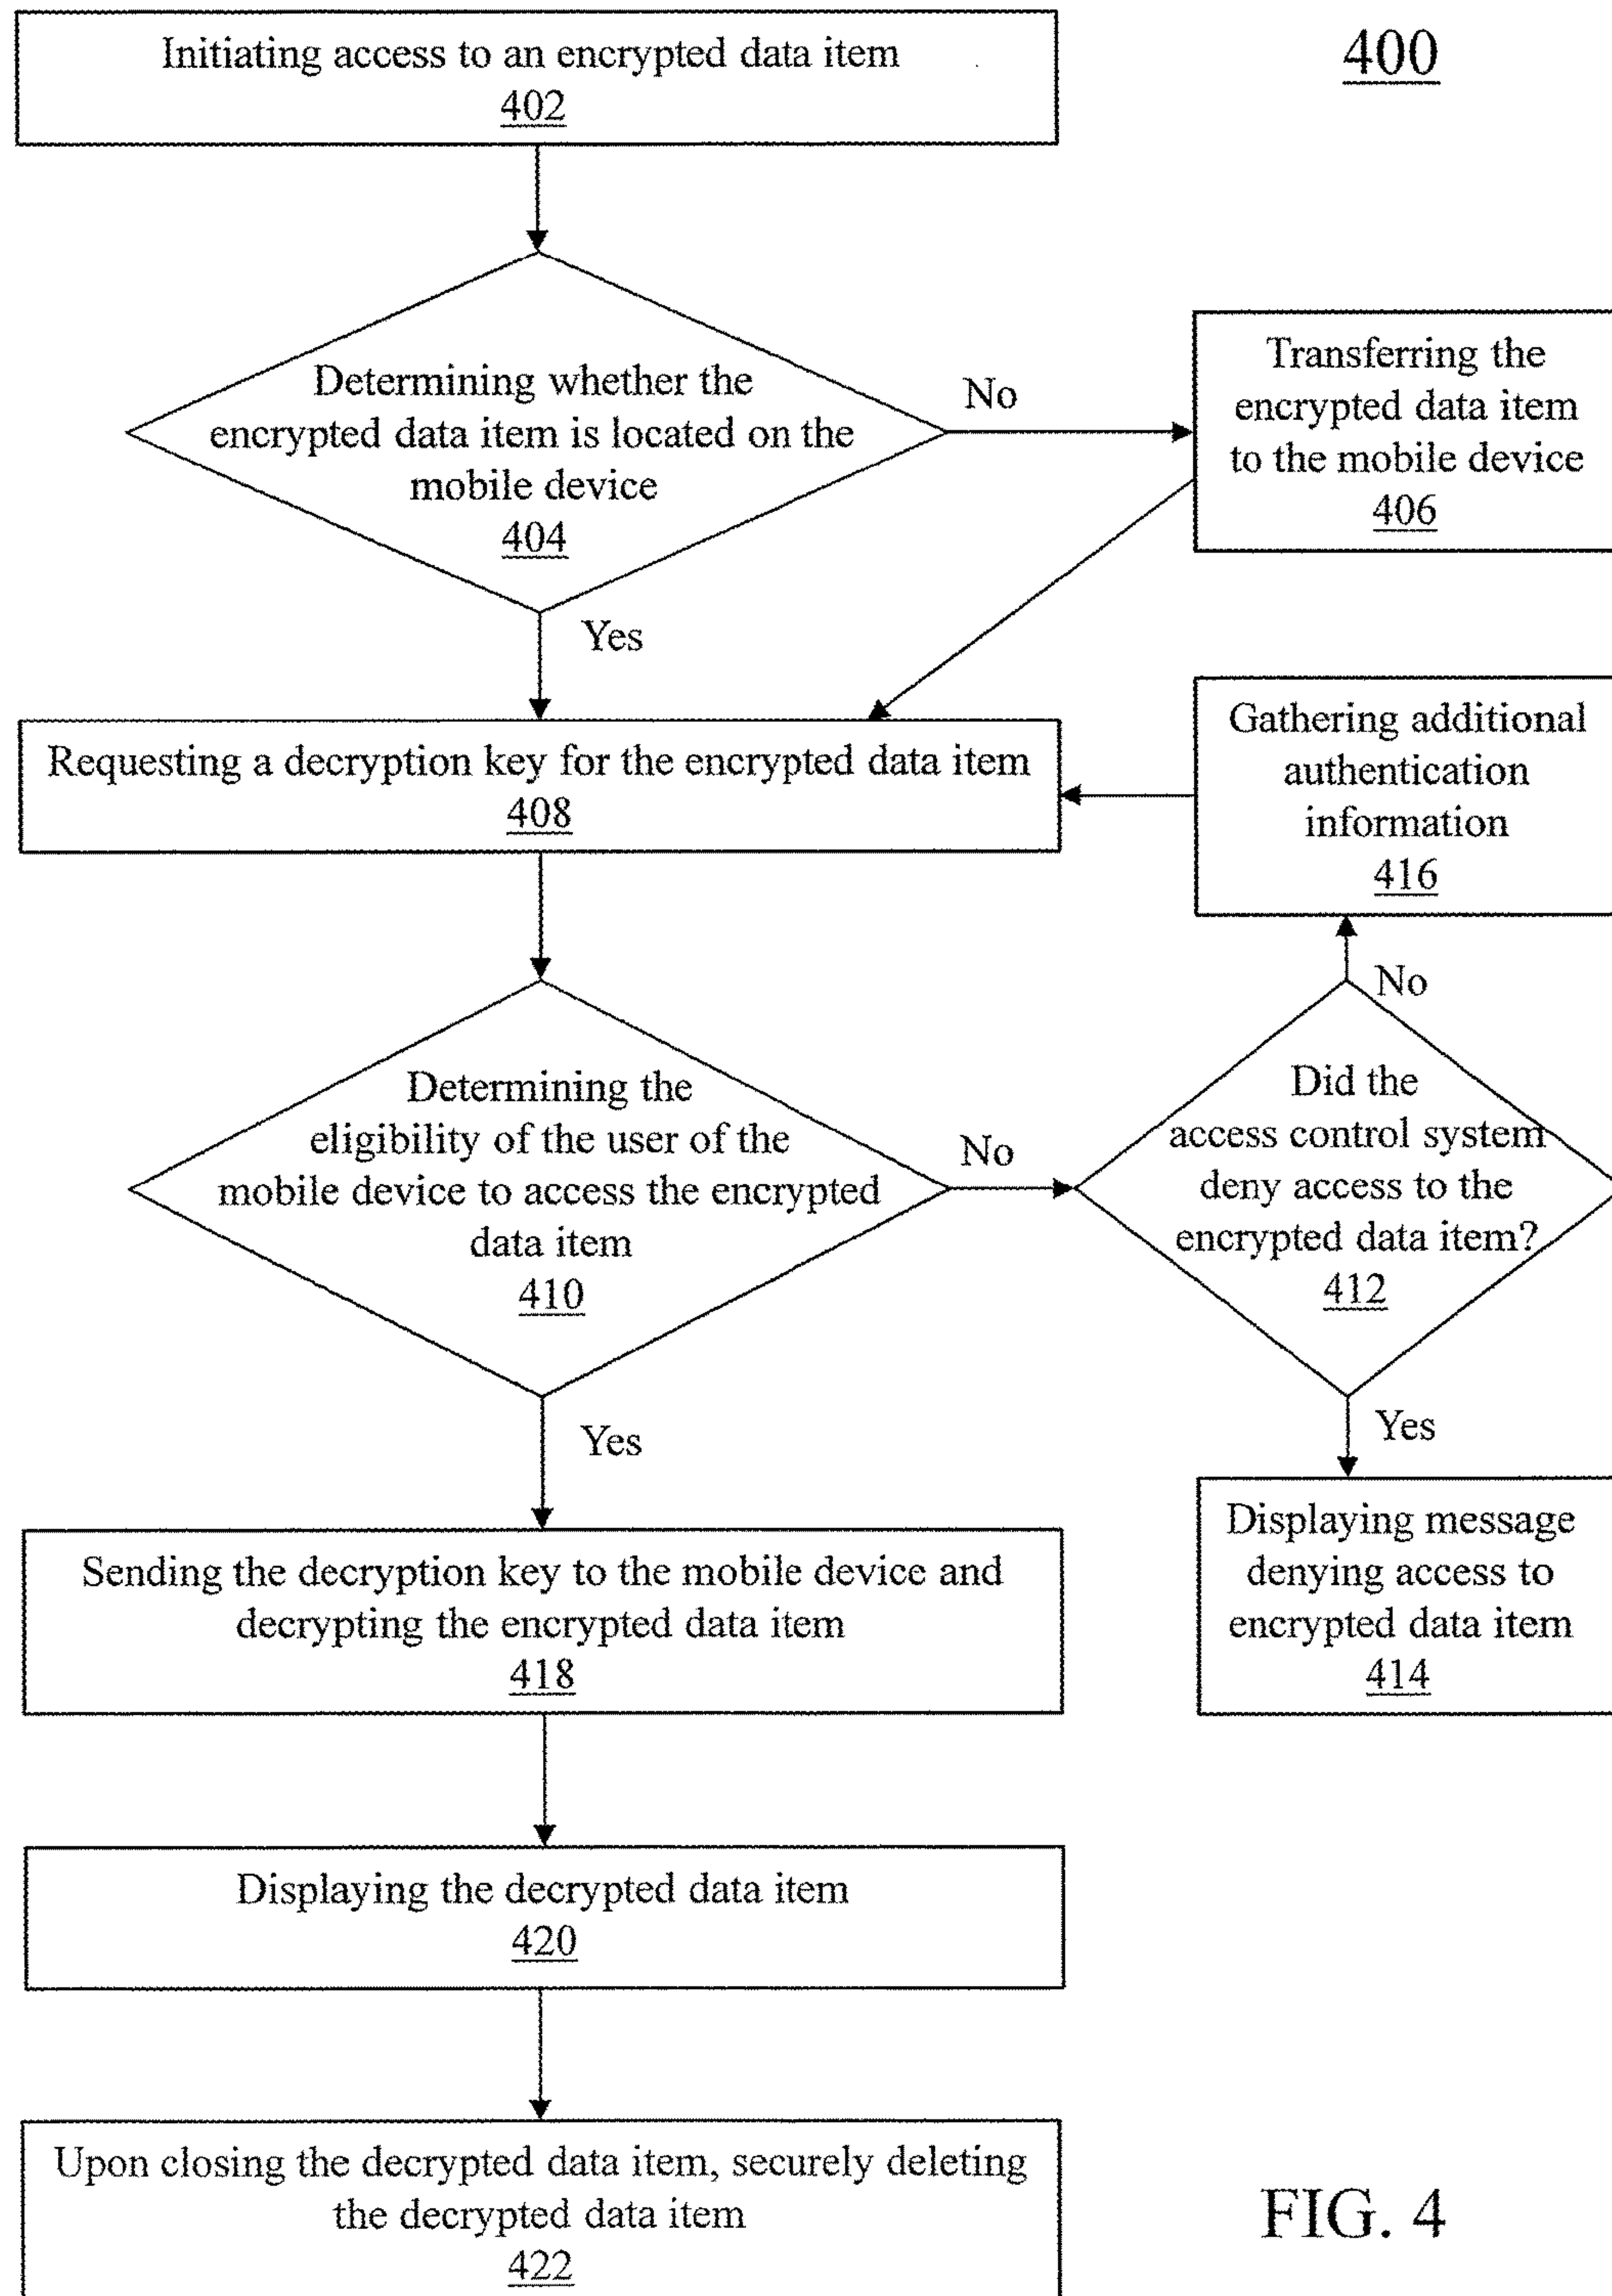 400
Initiating access to an encrypted data item
402
Determining whether the
encrypted data item is located on the
mobile device
404
No
Transferring the
encrypted data item
to the mobile device
406
Yes
Requesting a decryption key for the encrypted data item
408
Gathering additional
authentication
information
416
No
Determining the
eligibility of the user of the
mobile device to access the encrypted
data item
410
No
Did the
access control system
deny access to the
encrypted data item?
412
Yes
Yes
Sending the decryption key to the mobile device and
decrypting the encrypted data item
418
Displaying message
denying access to
encrypted data item
414
Displaying the decrypted data item
420
Upon closing the decrypted data item, securely deleting
the decrypted data item
422
FIG. 4